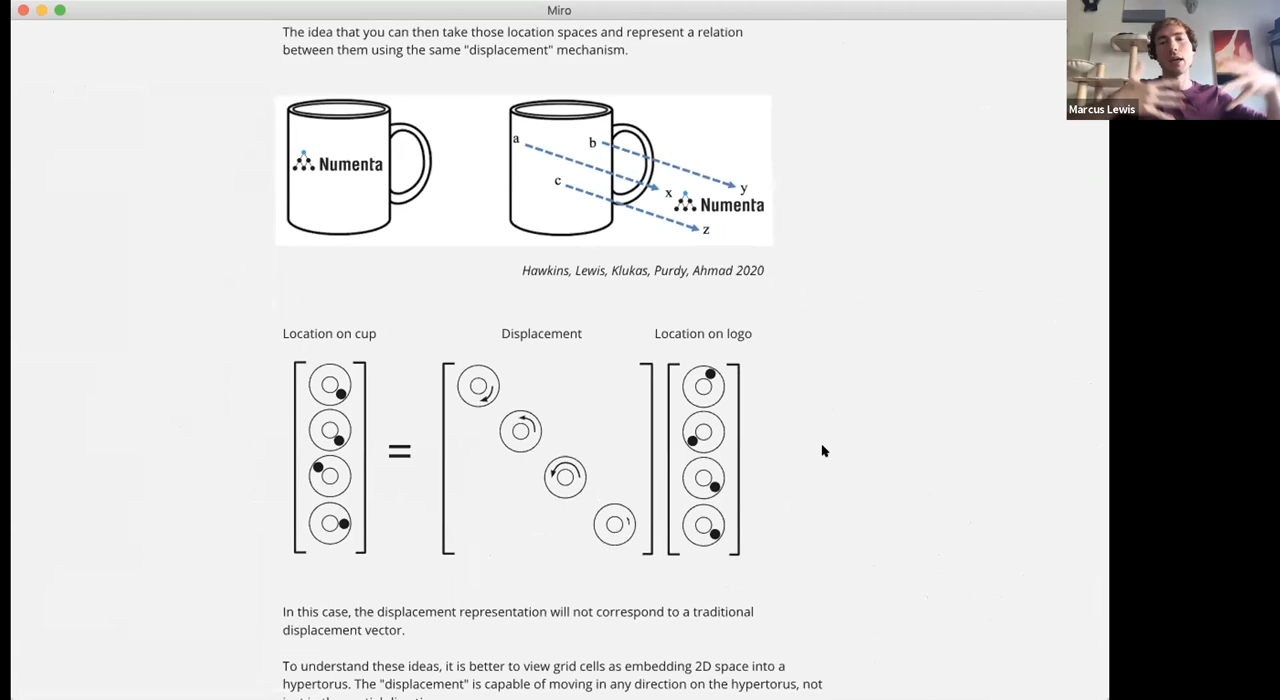 Miro
The idea that you can then take those location spaces and represent a relation
between them using the same "displacement" mechanism.
Marcus Lewis
Numenta
a
b
c
x
y
z
Numenta
Hawkins, Lewis, Klukas, Purdy, Ahmad 2020
Location on cup
Displacement
Location on logo
=
In this case, the displacement representation will not correspond to a traditional
displacement vector.
To understand these ideas, it is better to view grid cells as embedding 2D space into a
hypertorus. The "displacement" is capable of moving in any direction on the hypertorus, not